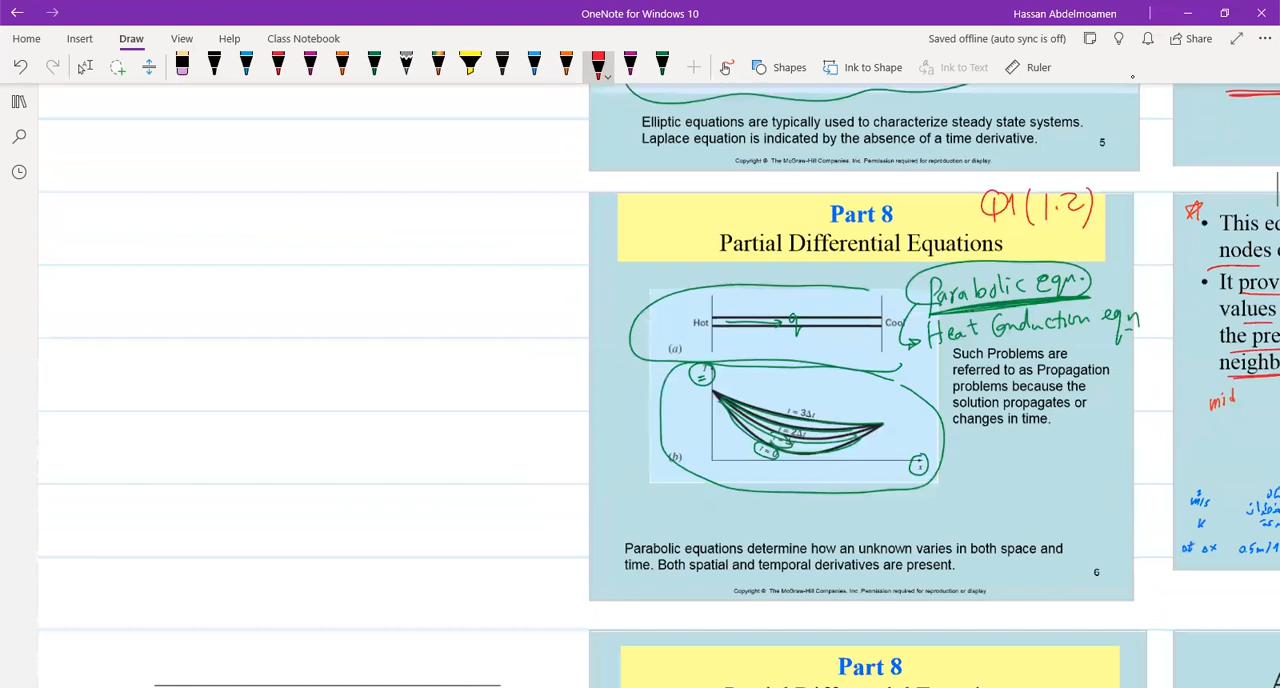 OneNote for Windows 10
Hassan Abdelmoamen
Home Insert Draw View Help Class Notebook
Saved offline (auto sync is off)
Share
Shapes
Ink to Shape
Ink to Text
Ruler
Elliptic equations are typically used to characterize steady state systems.
Laplace equation is indicated by the absence of a time derivative.
5
Copyright © The McGraw-Hill Companies, Inc. Permission required for reproduction or display.
Part 8
Q1(1.2)
Partial Differential Equations
Parabolic eqn.
Heat Conduction eqn
Hot
q
Cool
(a)
Such Problems are
referred to as Propagation
problems because the
solution propagates or
changes in time.
t = 3Δt
t = 2Δt
t = 0
(b)
x
Parabolic equations determine how an unknown varies in both space and
time. Both spatial and temporal derivatives are present.
6
Copyright © The McGraw-Hill Companies, Inc. Permission required for reproduction or display
Part 8
• This
nodes
• It
values
the
mid
m/s
K
Δt Δx